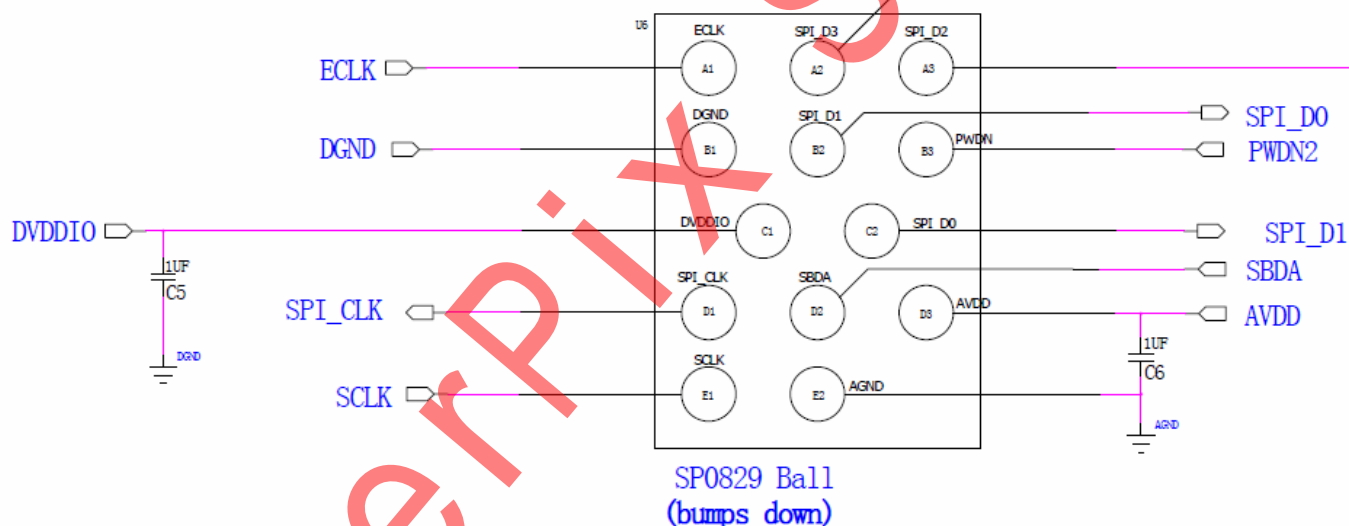 U6
ECLK
SPI_D3
SPI_D2
ECLK
A1
A2
A3
DGND
SPI_D1
SPI_D0
DGND
B1
B2
B3
PWDN
PWDN2
DVDDIO
DVDDIO
C1
C2
SPI_D0
SPI_D1
1UF
C5
SPI_CLK
SBDA
SBDA
SPI_CLK
D1
D2
D3
AVDD
AVDD
DGND
1UF
C6
SCLK
SCLK
E1
E2
AGND
AGND
SP0829 Ball
(bumps down)
erPix